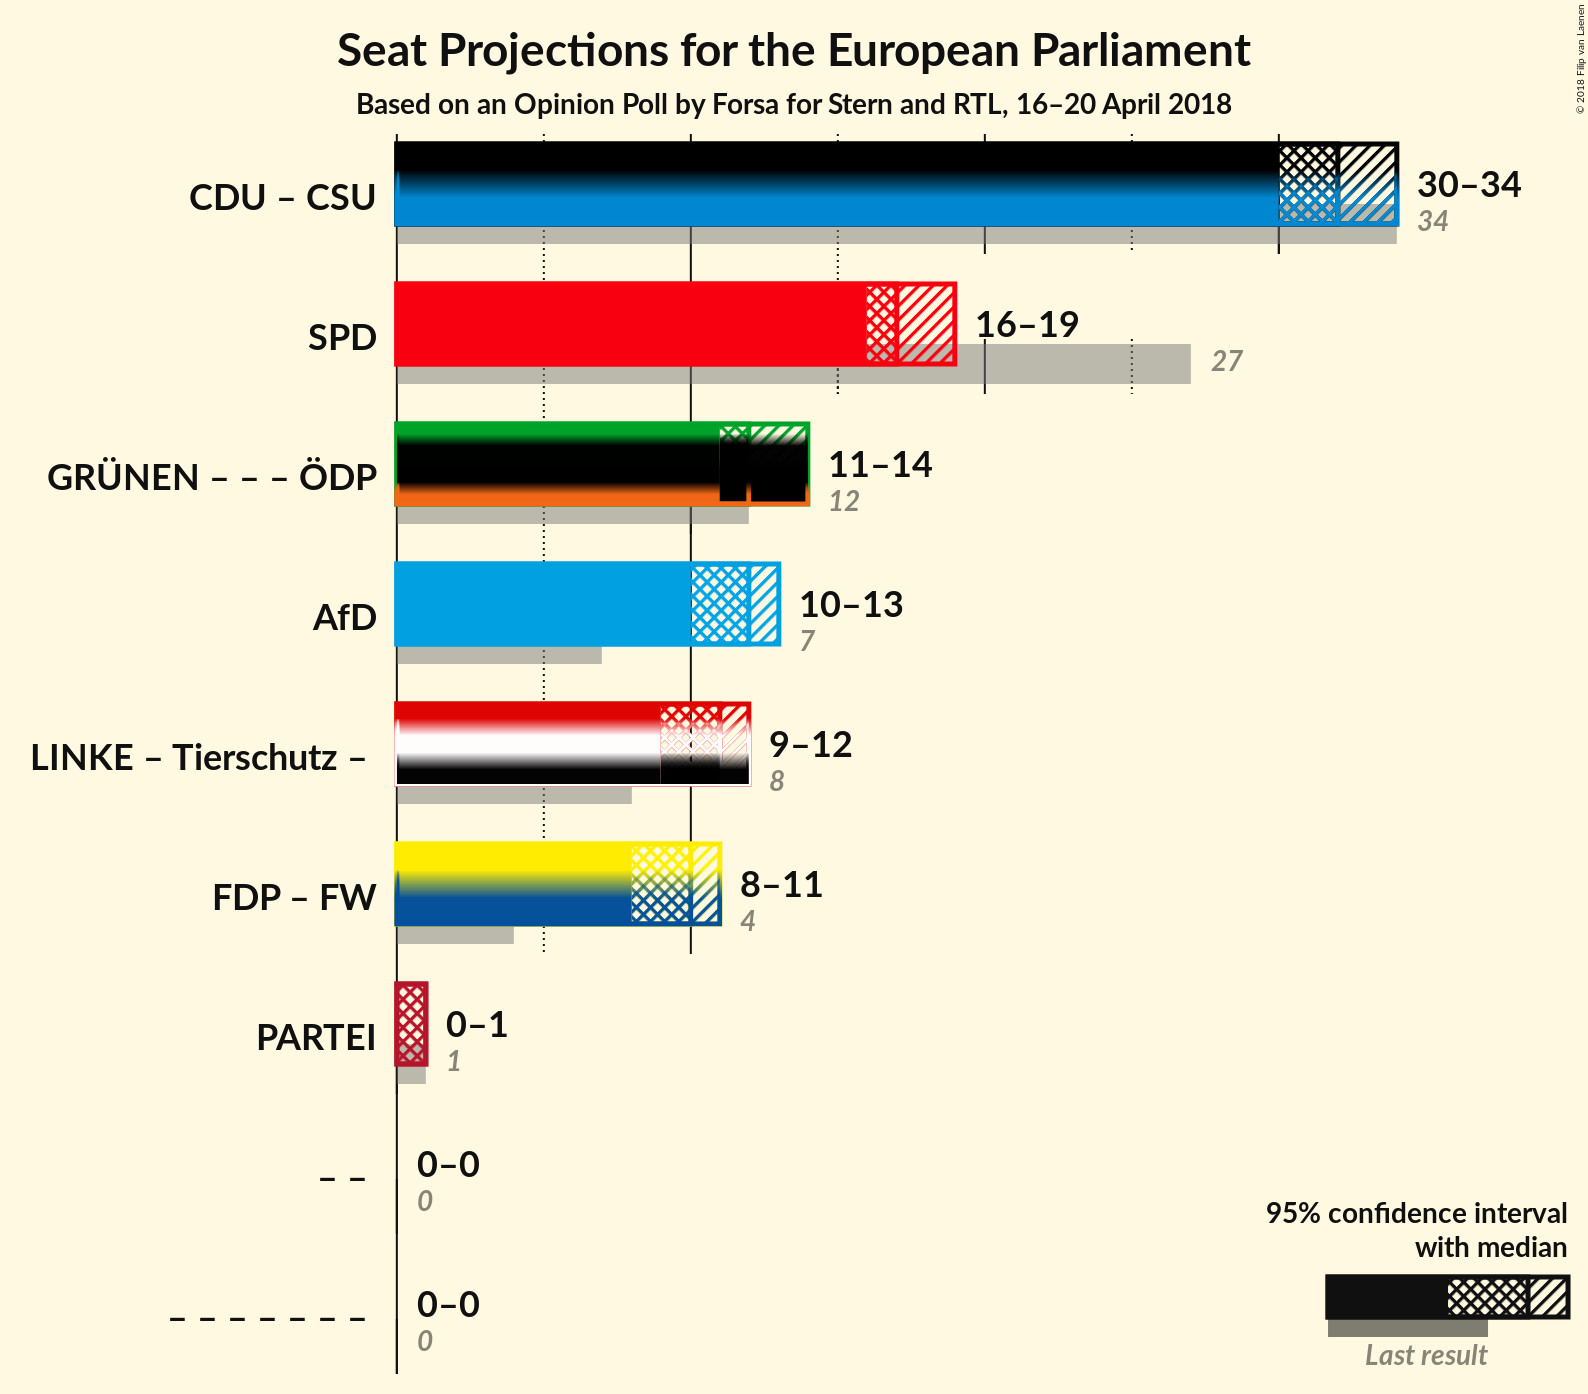 Seat Projections for the European Parliament
Based on an Opinion Poll by Forsa for Stern and RTL, 16–20 April 2018
© 2018 Filip van Laenen
CDU – CSU
30–34
34
SPD
16–19
27
GRÜNEN – – – ÖDP
11–14
12
AfD
10–13
7
LINKE – Tierschutz –
9–12
8
FDP – FW
8–11
4
PARTEI
0–1
1
– –
0–0
0
– – – – – – –
0–0
0
95% confidence interval
with median
Last result